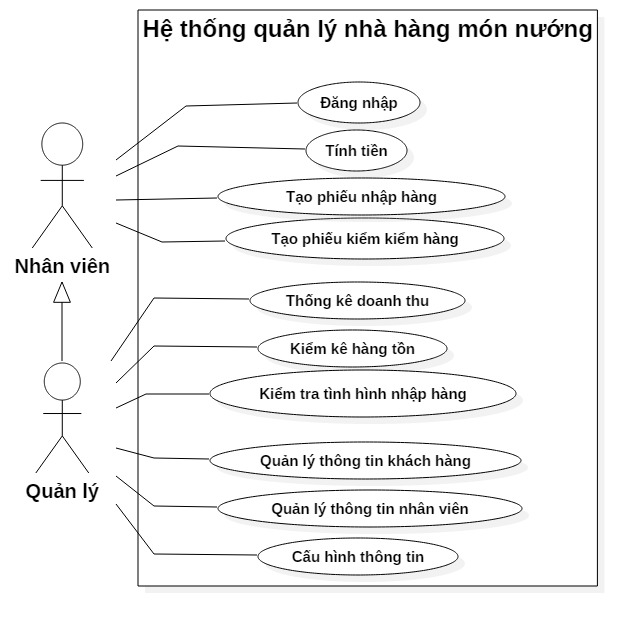 Hệ thống quản lý nhà hàng món nướng
Đăng nhập
Tính tiền
Tạo phiếu nhập hàng
Tạo phiếu kiểm kiểm hàng
Nhân viên
Thống kê doanh thu
Kiểm kê hàng tồn
Kiểm tra tình hình nhập hàng
Quản lý thông tin khách hàng
Quản lý
Quản lý thông tin nhân viên
Cấu hình thông tin